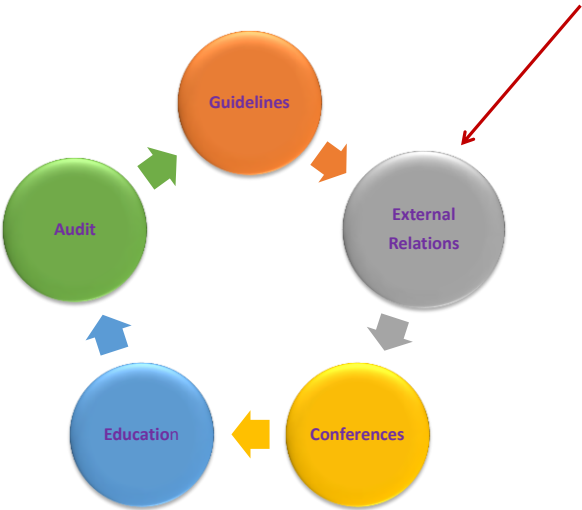 Guidelines
External
Relations
Audit
Education
Conferences